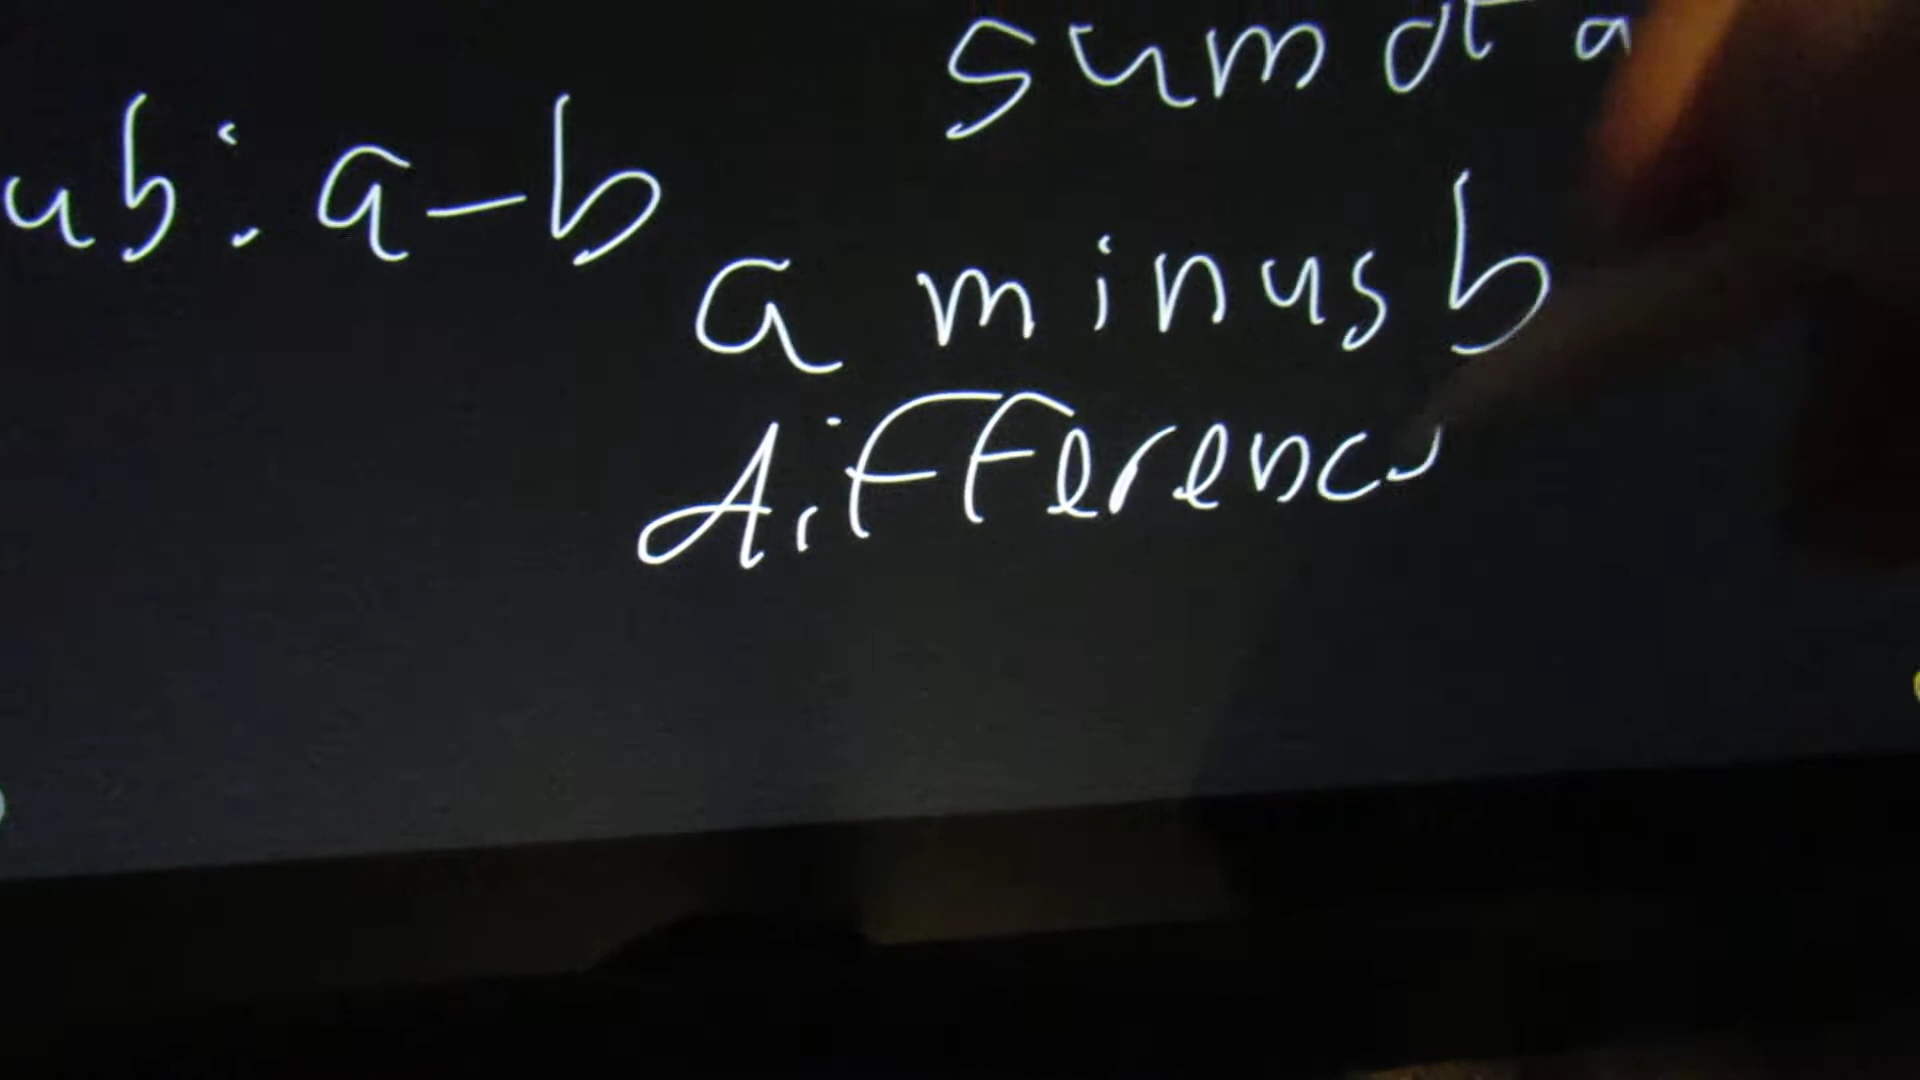 sum of a
ub: a-b
a minus b
difference